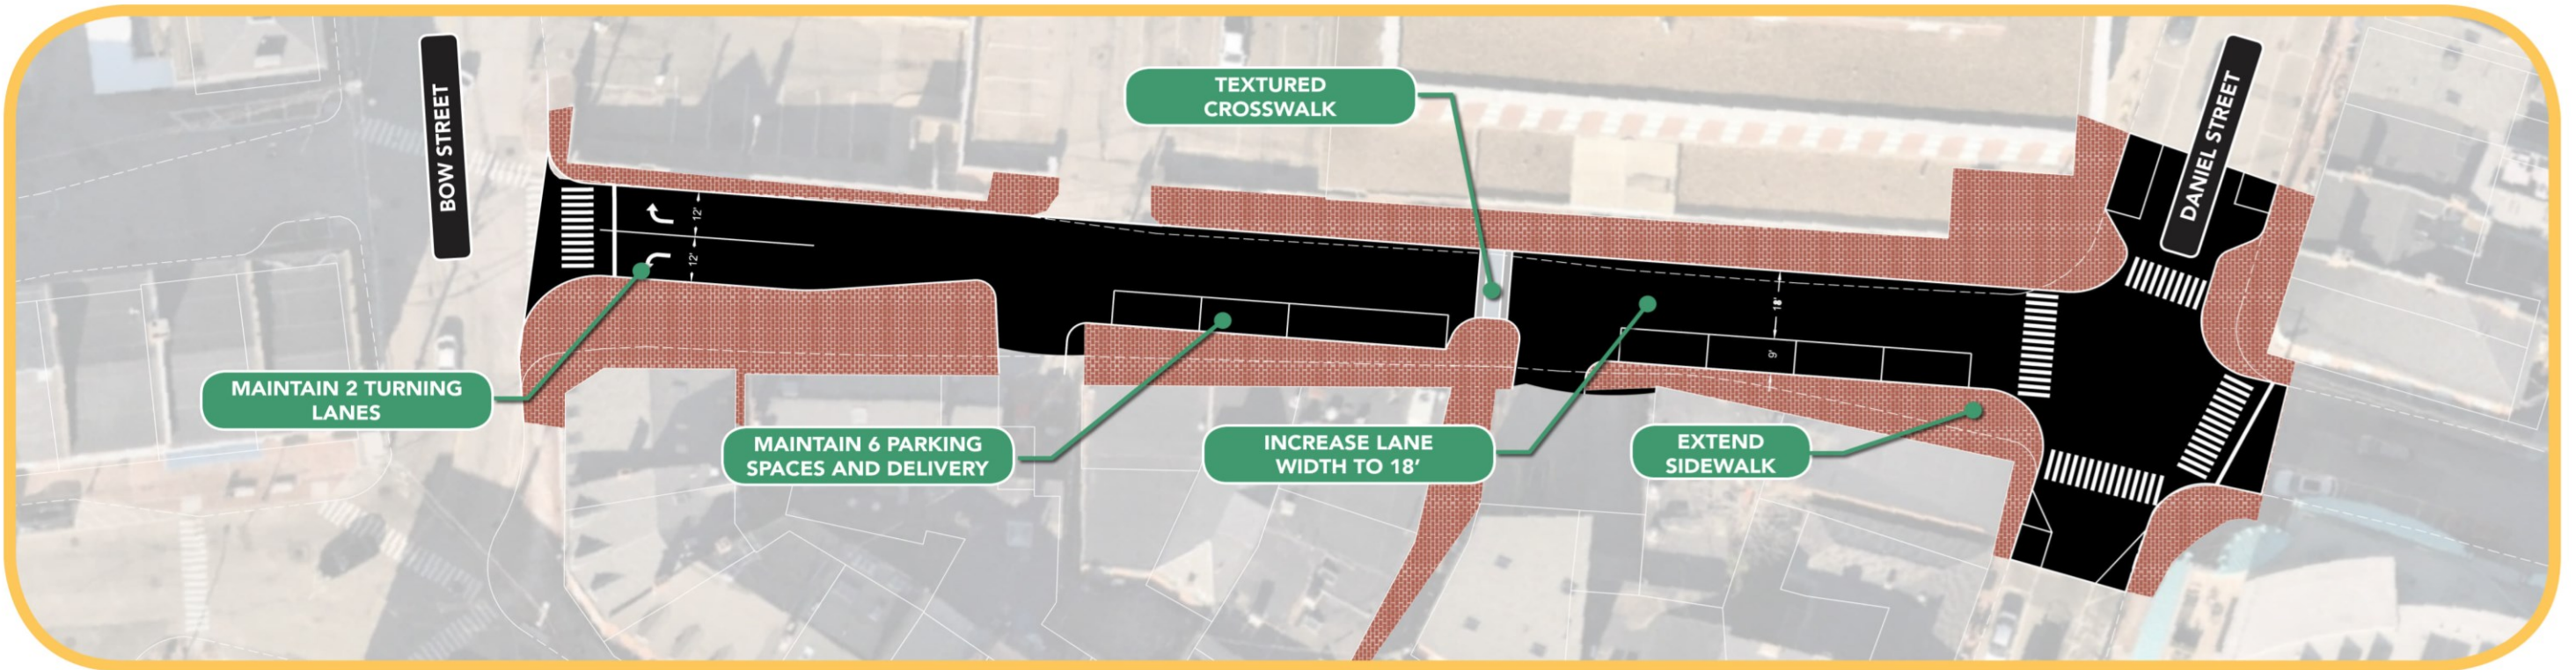 BOW STREET
TEXTURED
CROSSWALK
DANIEL STREET
12'
12'
18'
9'
MAINTAIN 2 TURNING
LANES
MAINTAIN 6 PARKING
SPACES AND DELIVERY
INCREASE LANE
WIDTH TO 18’
EXTEND
SIDEWALK